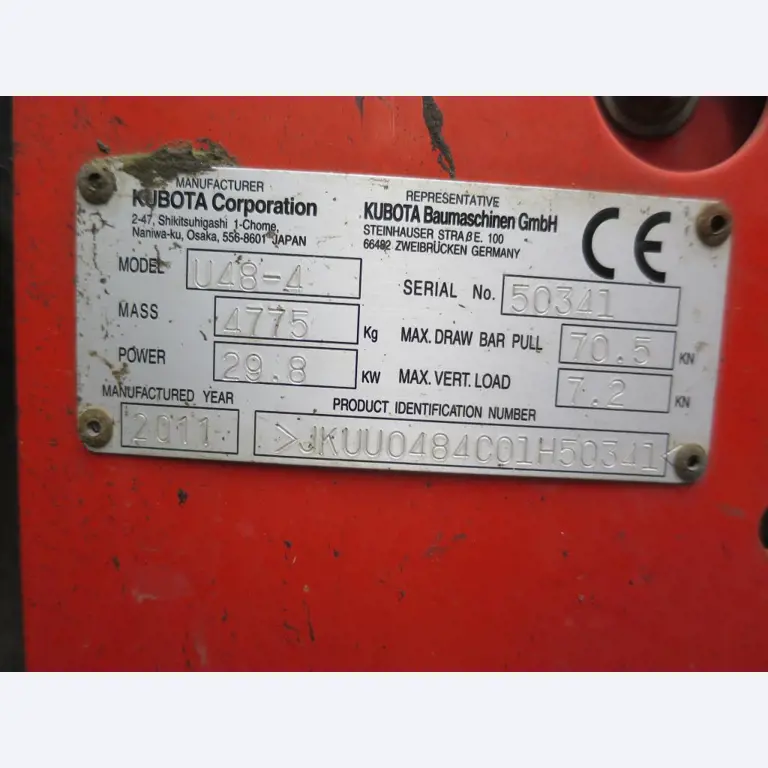 MANUFACTURER
KUBOTA Corporation
2-47, Shikitsuhigashi 1-Chome,
Naniwa-ku, Osaka, 556-8601 JAPAN
REPRESENTATIVE
KUBOTA Baumaschinen GmbH
STEINHAUSER STRAßE. 100
66482 ZWEIBRÜCKEN GERMANY
CE
MODEL U48-4
SERIAL No. 50341
MASS 4775 Kg
MAX. DRAW BAR PULL 70.5 KN
POWER 29.8 KW
MAX. VERT. LOAD 7.2 KN
MANUFACTURED YEAR
2011
PRODUCT IDENTIFICATION NUMBER
>JKUU0484C01H50341<